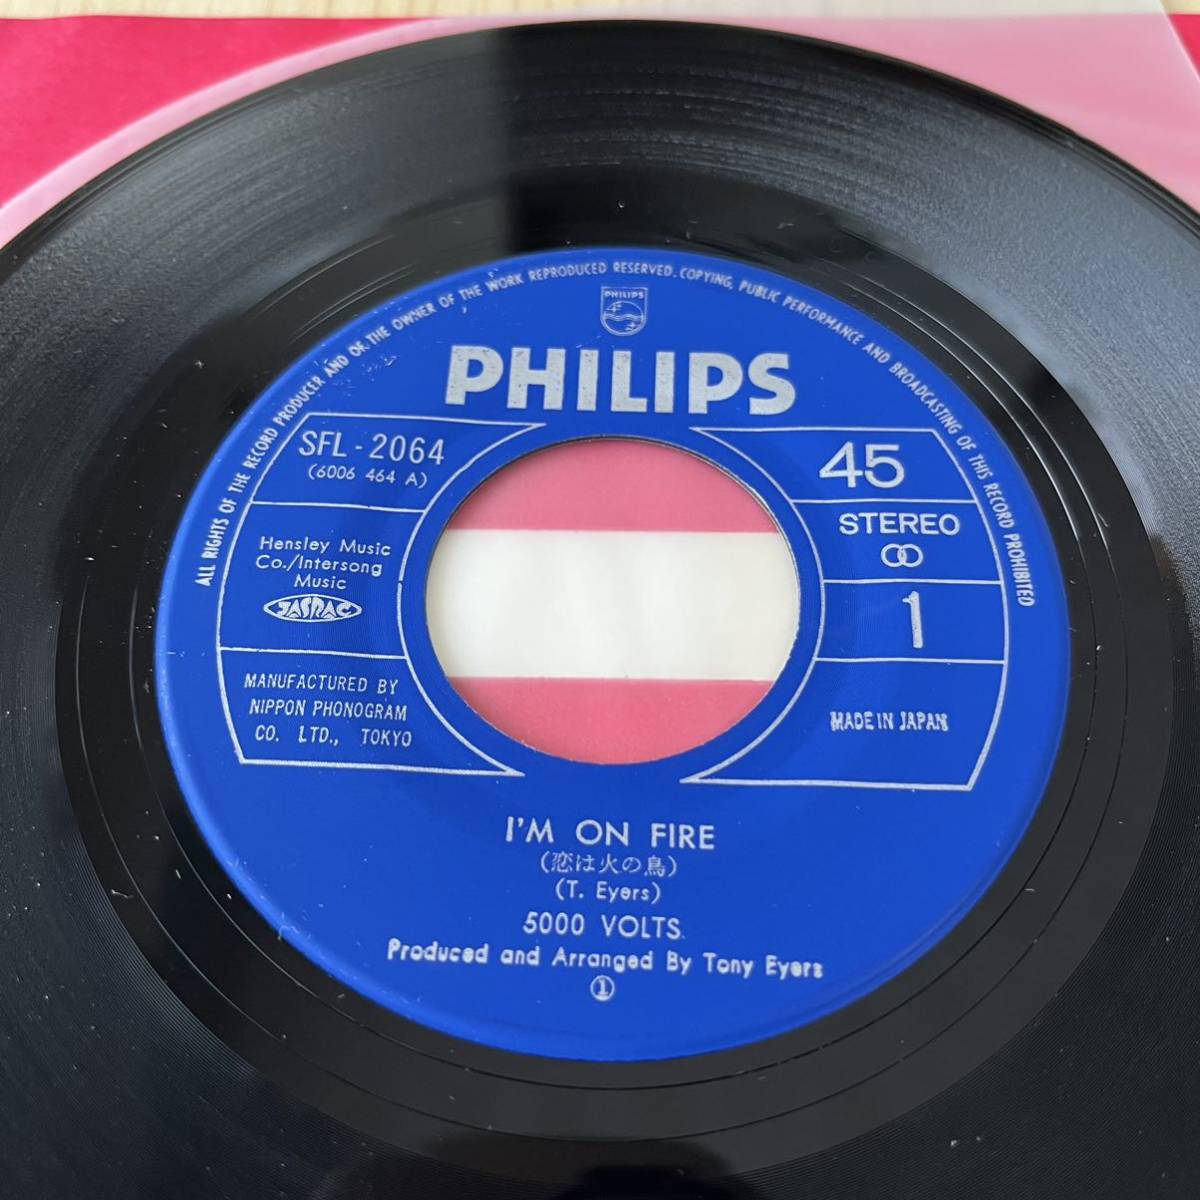 ALL RIGHTS OF THE RECORD PRODUCER AND OF THE OWNER OF THE WORK REPRODUCED RESERVED. COPYING, PUBLIC PERFORMANCE AND BROADCASTING OF THIS RECORD PROHIBITED
PHILIPS
PHILIPS
SFL-2064
(6006 464 A)
Hensley Music
Co./Intersong
Music
JASRAC
MANUFACTURED BY
NIPPON PHONOGRAM
CO. LTD., TOKYO
45
STEREO
1
MADE IN JAPAN
I'M ON FIRE
(恋は火の鳥)
(T. Eyers)
5000 VOLTS
Produced and Arranged By Tony Eyers
①